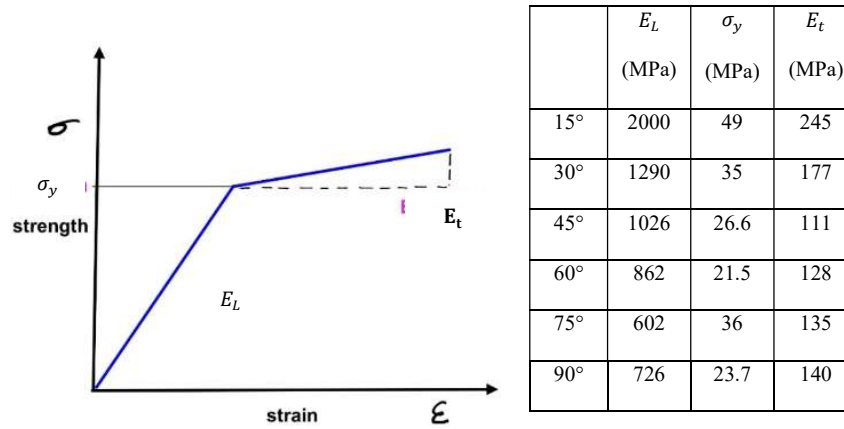 σ
σ_y
strength
E_t
E_L
strain
ε
E_L σ_y E_t
(MPa) (MPa) (MPa)
15° 2000 49 245
30° 1290 35 177
45° 1026 26.6 111
60° 862 21.5 128
75° 602 36 135
90° 726 23.7 140